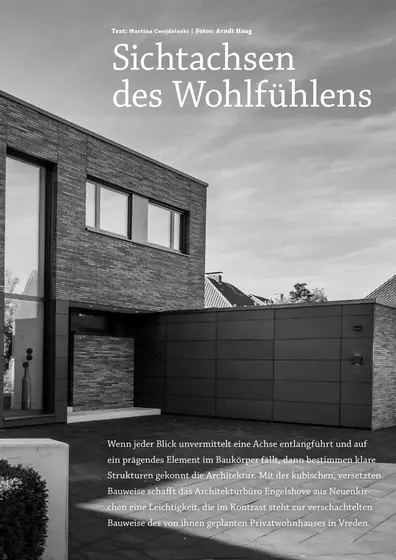 Text: Martina Cwojdzinski | Fotos: Arndt Haug
Sichtachsen
des Wohlfühlens
Wenn jeder Blick unvermittelt eine Achse entlangführt und auf
ein prägendes Element im Baukörper fällt, dann bestimmen klare
Strukturen gekonnt die Architektur. Mit der kubischen, versetzten
Bauweise schafft das Architekturbüro Engelshove aus Neuenkir-
chen eine Leichtigkeit, die im Kontrast steht zur verschachtelten
Bauweise des von ihnen geplanten Privatwohnhauses in Vreden.